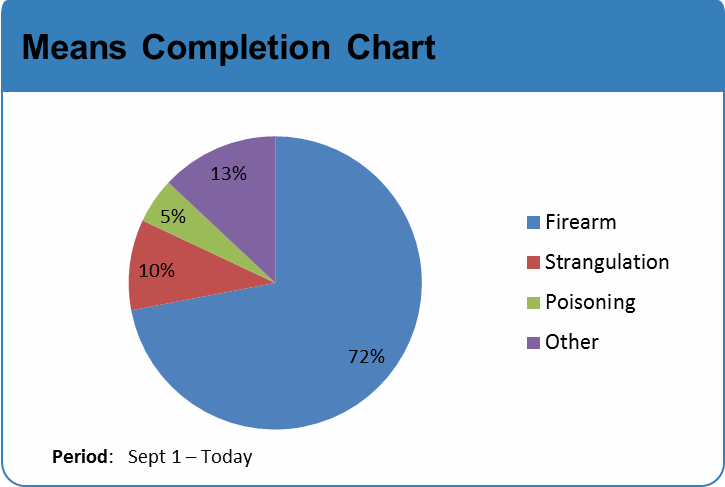 Means Completion Chart
13%
5%
10%
72%
Firearm
Strangulation
Poisoning
Other
Period: Sept 1 – Today